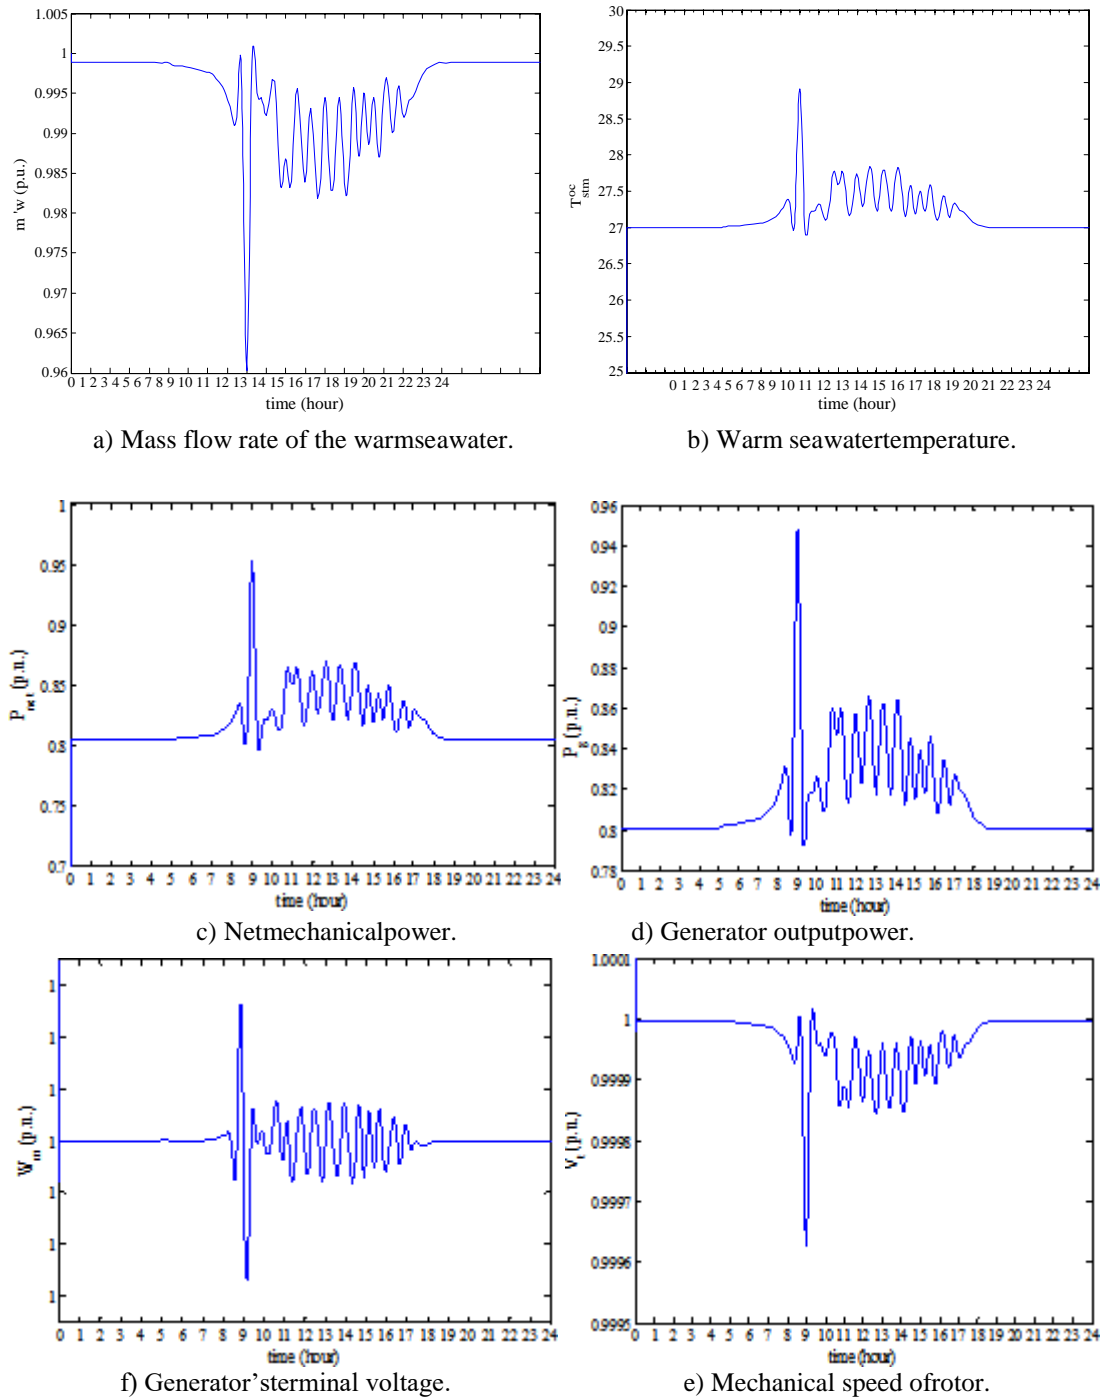 1.005
1
0.995
0.99
0.985
0.98
0.975
0.97
0.965
0.96
m 'w (p.u.)
0 1 2 3 4 5 6 7 8 9 10 11 12 13 14 15 16 17 18 19 20 21 22 23 24
time (hour)
a) Mass flow rate of the warmseawater.
30
29.5
29
28.5
28
27.5
27
26.5
26
25.5
25
T stm oc
0 1 2 3 4 5 6 7 8 9 10 11 12 13 14 15 16 17 18 19 20 21 22 23 24
time (hour)
b) Warm seawatertemperature.
1
0.95
0.9
0.85
0.8
0.75
0.7
P net (p.n.)
0 1 2 3 4 5 6 7 8 9 10 11 12 13 14 15 16 17 18 19 20 21 22 23 24
time (hour)
c) Netmechanicalpower.
0.96
0.94
0.92
0.9
0.88
0.86
0.84
0.82
0.8
0.78
P g (p.n.)
0 1 2 3 4 5 6 7 8 9 10 11 12 13 14 15 16 17 18 19 20 21 22 23 24
time (hour)
d) Generator outputpower.
1
1
1
1
1
1
1
W m (p.n.)
0 1 2 3 4 5 6 7 8 9 10 11 12 13 14 15 16 17 18 19 20 21 22 23 24
time (hour)
f) Generator'sterminal voltage.
1.0001
1
0.9999
0.9998
0.9997
0.9996
0.9995
V t (p.n.)
0 1 2 3 4 5 6 7 8 9 10 11 12 13 14 15 16 17 18 19 20 21 22 23 24
time (hour)
e) Mechanical speed ofrotor.